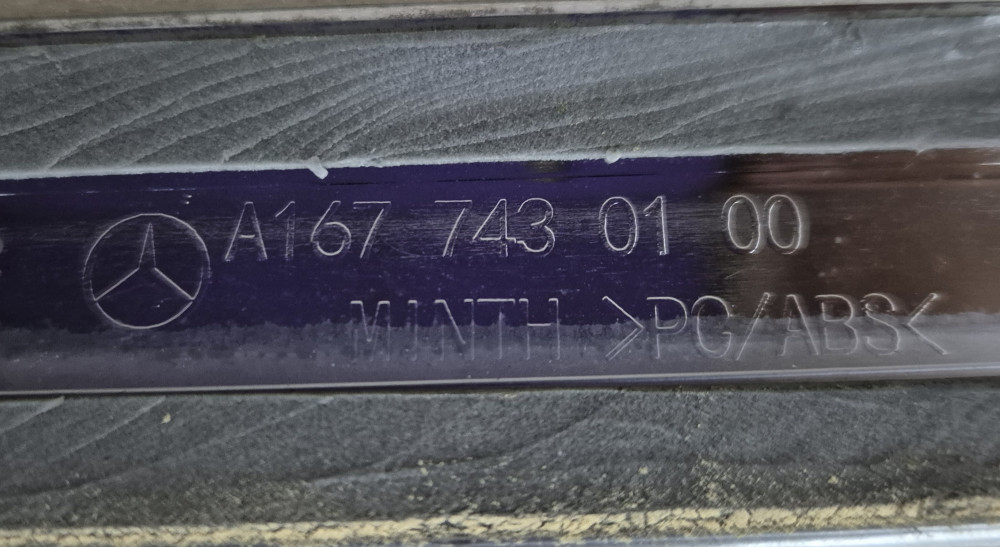 A167 743 01 00
MINTH >PC/ABS<